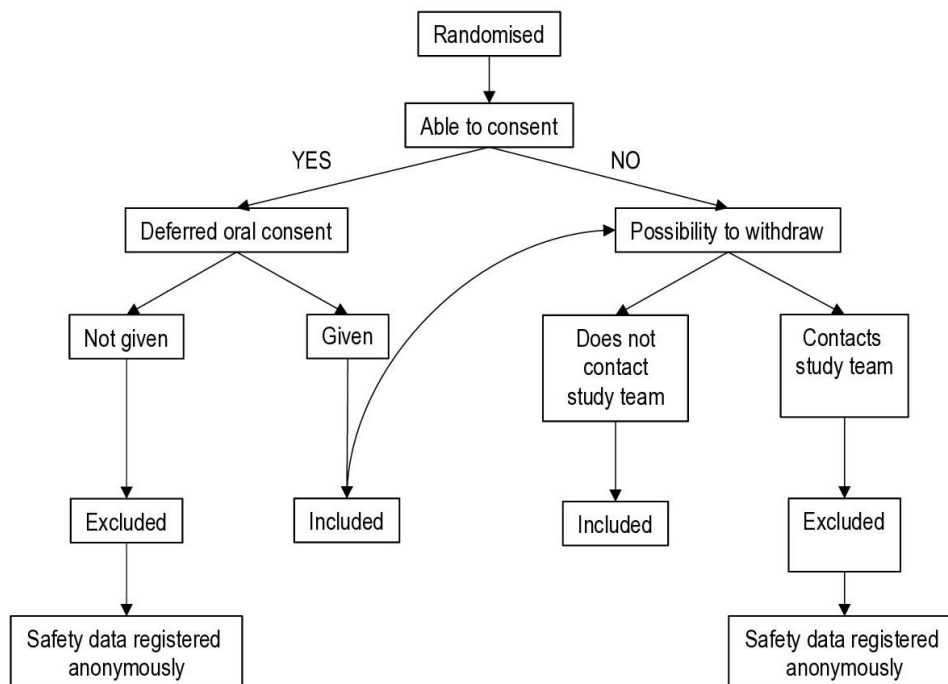 Randomised
Able to consent
YES
NO
Deferred oral consent
Possibility to withdraw
Not given
Given
Does not
contact
study team
Contacts
study team
Excluded
Included
Included
Excluded
Safety data registered
anonymously
Safety data registered
anonymously